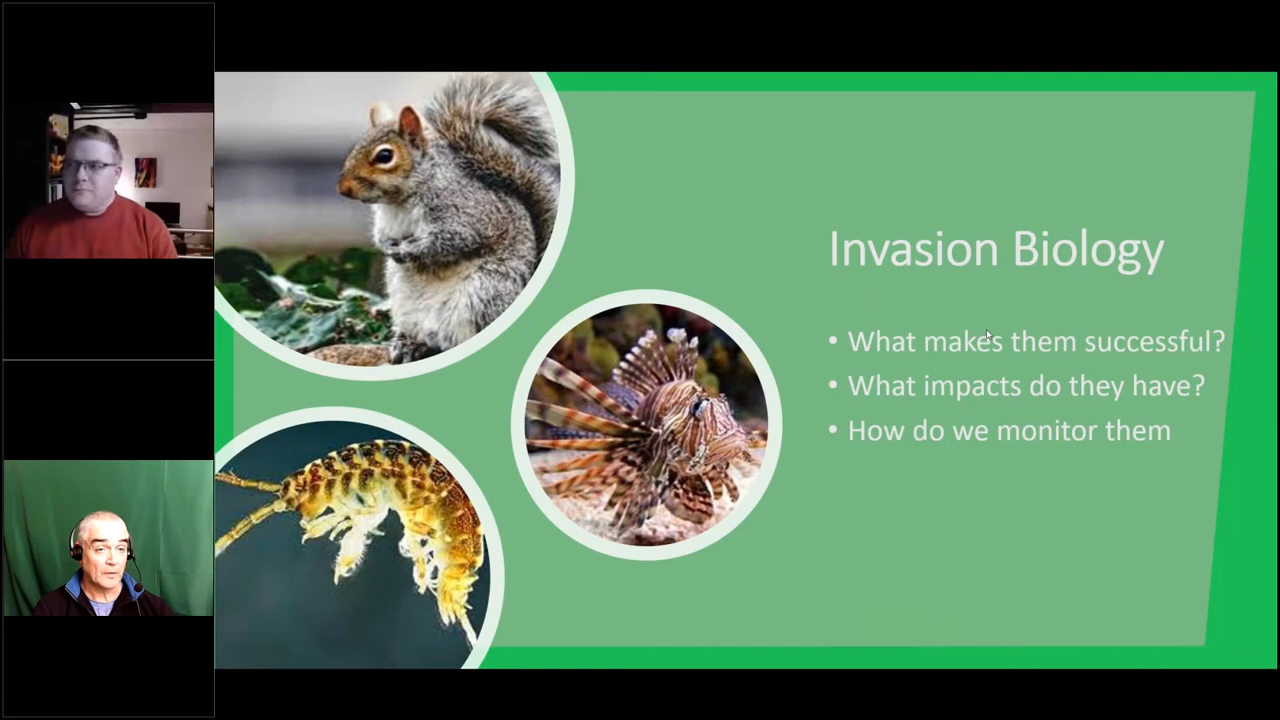 Invasion Biology
• What makes them successful?
• What impacts do they have?
• How do we monitor them